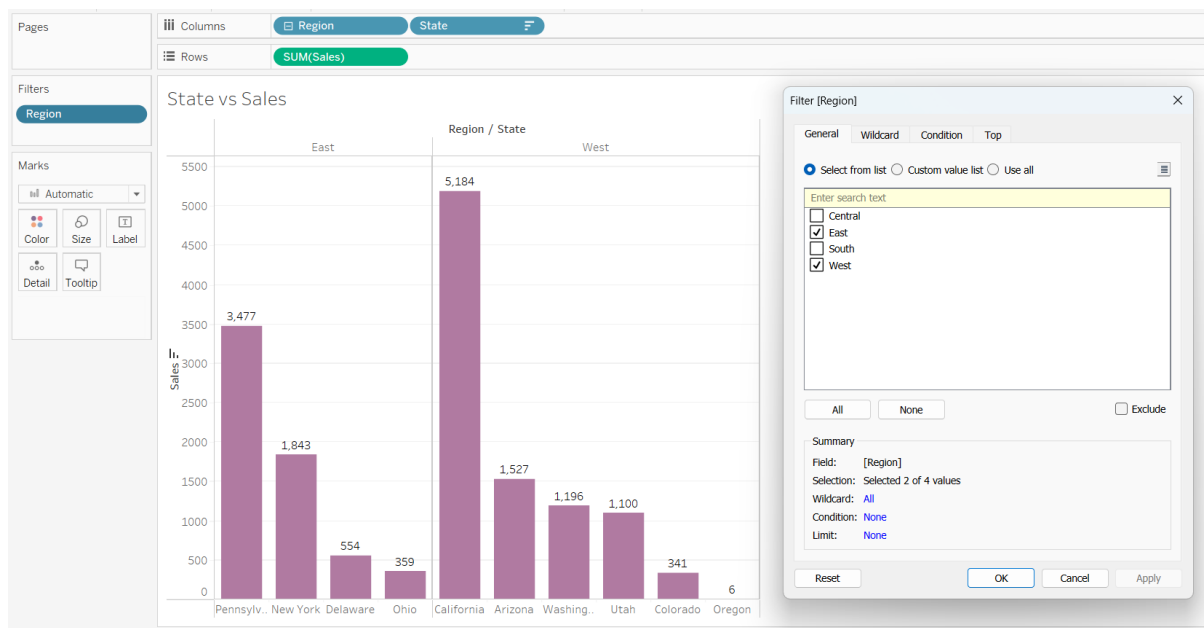 Pages
Columns
Region
State
Rows
SUM(Sales)
Filters
Region
Marks
Automatic
Color
Size
Label
Detail
Tooltip
State vs Sales
Region / State
East
West
5500
5000
4500
4000
3500
3000
2500
2000
1500
1000
500
0
Sales
3,477
1,843
554
359
5,184
1,527
1,196
1,100
341
6
Pennsylv..
New York
Delaware
Ohio
California
Arizona
Washing..
Utah
Colorado
Oregon
Filter [Region]
General
Wildcard
Condition
Top
Select from list
Custom value list
Use all
Enter search text
Central
East
South
West
All
None
Exclude
Summary
Field: [Region]
Selection: Selected 2 of 4 values
Wildcard: All
Condition: None
Limit: None
Reset
OK
Cancel
Apply